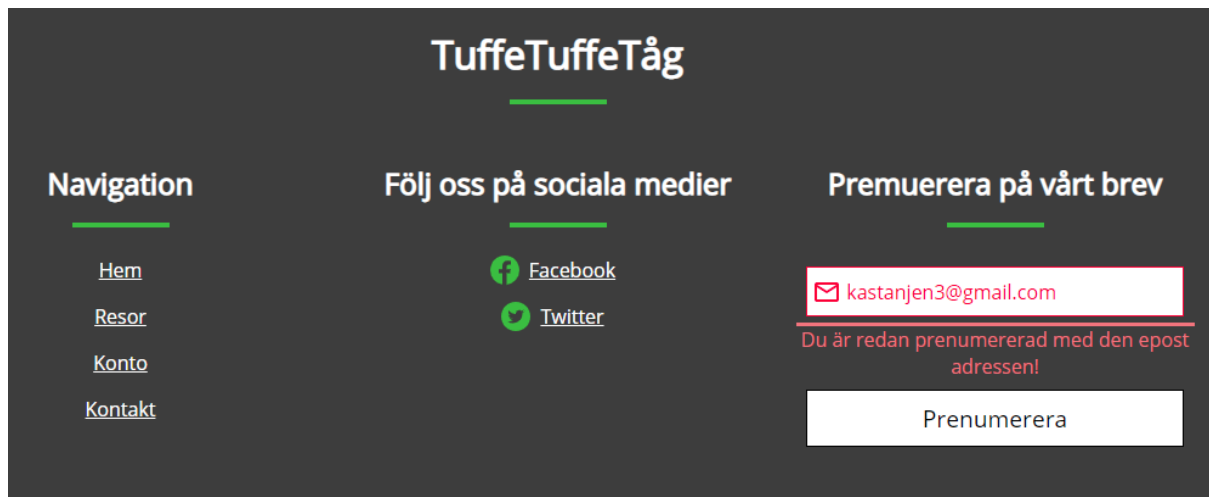 TuffeTuffeTåg
Navigation
Hem
Resor
Konto
Kontakt
Följ oss på sociala medier
Facebook
Twitter
Premuerera på vårt brev
kastanjen3@gmail.com
Du är redan prenumererad med den epost
adressen!
Prenumerera